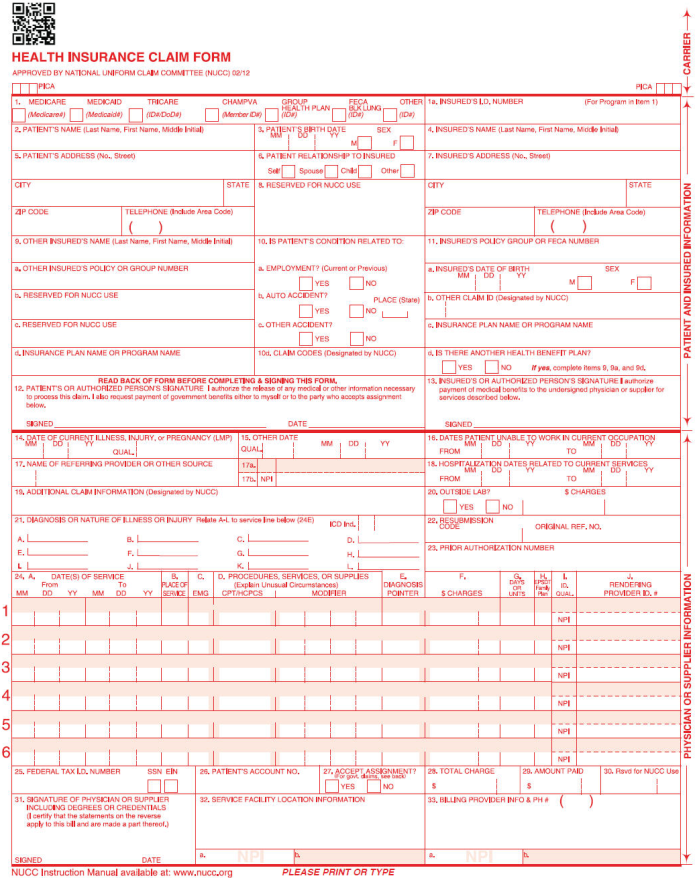 HEALTH INSURANCE CLAIM FORM
APPROVED BY NATIONAL UNIFORM CLAIM COMMITTEE (NUCC) 02/12
PICA PICA
CARRIER
1. MEDICARE MEDICAID TRICARE CHAMPVA GROUP HEALTH PLAN FECA BLK LUNG OTHER 1a. INSURED'S I.D. NUMBER (For Program in Item 1)
(Medicare#) (Medicaid#) (ID#/DoD#) (Member ID#) (ID#) (ID#) (ID#)
2. PATIENT'S NAME (Last Name, First Name, Middle Initial) 3. PATIENT'S BIRTH DATE SEX 4. INSURED'S NAME (Last Name, First Name, Middle Initial)
MM DD YY M F
5. PATIENT'S ADDRESS (No., Street) 6. PATIENT RELATIONSHIP TO INSURED 7. INSURED'S ADDRESS (No., Street)
Self Spouse Child Other
CITY STATE 8. RESERVED FOR NUCC USE CITY STATE
ZIP CODE TELEPHONE (Include Area Code) ZIP CODE TELEPHONE (Include Area Code)
( ) ( )
9. OTHER INSURED'S NAME (Last Name, First Name, Middle Initial) 10. IS PATIENT'S CONDITION RELATED TO: 11. INSURED'S POLICY GROUP OR FECA NUMBER
a. OTHER INSURED'S POLICY OR GROUP NUMBER a. EMPLOYMENT? (Current or Previous) a. INSURED'S DATE OF BIRTH SEX
YES NO MM DD YY M F
b. RESERVED FOR NUCC USE b. AUTO ACCIDENT? PLACE (State) b. OTHER CLAIM ID (Designated by NUCC)
YES NO
c. RESERVED FOR NUCC USE c. OTHER ACCIDENT? c. INSURANCE PLAN NAME OR PROGRAM NAME
YES NO
d. INSURANCE PLAN NAME OR PROGRAM NAME 10d. CLAIM CODES (Designated by NUCC) d. IS THERE ANOTHER HEALTH BENEFIT PLAN?
YES NO If yes, complete items 9, 9a, and 9d.
READ BACK OF FORM BEFORE COMPLETING & SIGNING THIS FORM.
12. PATIENT'S OR AUTHORIZED PERSON'S SIGNATURE I authorize the release of any medical or other information necessary
to process this claim. I also request payment of government benefits either to myself or to the party who accepts assignment
below.
SIGNED DATE
13. INSURED'S OR AUTHORIZED PERSON'S SIGNATURE I authorize
payment of medical benefits to the undersigned physician or supplier for
services described below.
SIGNED
PATIENT AND INSURED INFORMATION
14. DATE OF CURRENT ILLNESS, INJURY, or PREGNANCY (LMP) 15. OTHER DATE 16. DATES PATIENT UNABLE TO WORK IN CURRENT OCCUPATION
MM DD YY QUAL. QUAL. MM DD YY FROM MM DD YY TO MM DD YY
17. NAME OF REFERRING PROVIDER OR OTHER SOURCE 17a. 18. HOSPITALIZATION DATES RELATED TO CURRENT SERVICES
17b. NPI FROM MM DD YY TO MM DD YY
19. ADDITIONAL CLAIM INFORMATION (Designated by NUCC) 20. OUTSIDE LAB? $ CHARGES
YES NO
21. DIAGNOSIS OR NATURE OF ILLNESS OR INJURY Relate A-L to service line below (24E) ICD Ind. 22. RESUBMISSION CODE ORIGINAL REF. NO.
A. B. C. D.
E. F. G. H. 23. PRIOR AUTHORIZATION NUMBER
I. J. K. L.
24. A. DATE(S) OF SERVICE B. C. D. PROCEDURES, SERVICES, OR SUPPLIES E. F. G. H. I. J.
From To PLACE OF (Explain Unusual Circumstances) DIAGNOSIS DAYS OR EPSDT Family ID. RENDERING
MM DD YY MM DD YY SERVICE EMG CPT/HCPCS MODIFIER POINTER $ CHARGES UNITS Plan QUAL. PROVIDER ID. #
1 NPI
2 NPI
3 NPI
4 NPI
5 NPI
6 NPI
25. FEDERAL TAX I.D. NUMBER SSN EIN 26. PATIENT'S ACCOUNT NO. 27. ACCEPT ASSIGNMENT? 28. TOTAL CHARGE 29. AMOUNT PAID 30. Rsvd for NUCC Use
(For govt. claims, see back)
YES NO $ $
31. SIGNATURE OF PHYSICIAN OR SUPPLIER
INCLUDING DEGREES OR CREDENTIALS
(I certify that the statements on the reverse
apply to this bill and are made a part thereof.)
SIGNED DATE
32. SERVICE FACILITY LOCATION INFORMATION
a. NPI b.
33. BILLING PROVIDER INFO & PH # ( )
a. NPI b.
PHYSICIAN OR SUPPLIER INFORMATION
NUCC Instruction Manual available at: www.nucc.org PLEASE PRINT OR TYPE